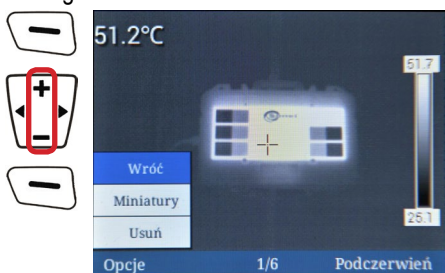 51.2°C
51.7
Wróć
Miniatury
Usuń
25.1
Opcje 1/6 Podczerwień